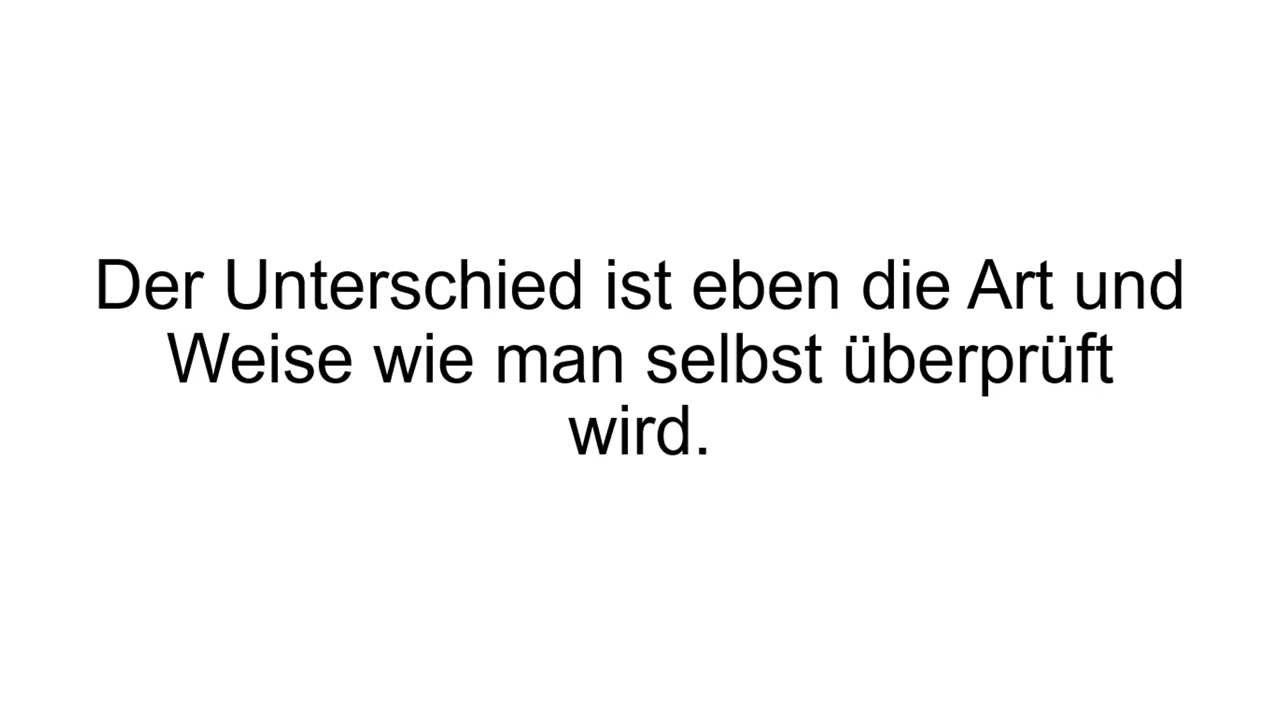 Der Unterschied ist eben die Art und
Weise wie man selbst überprüft
wird.